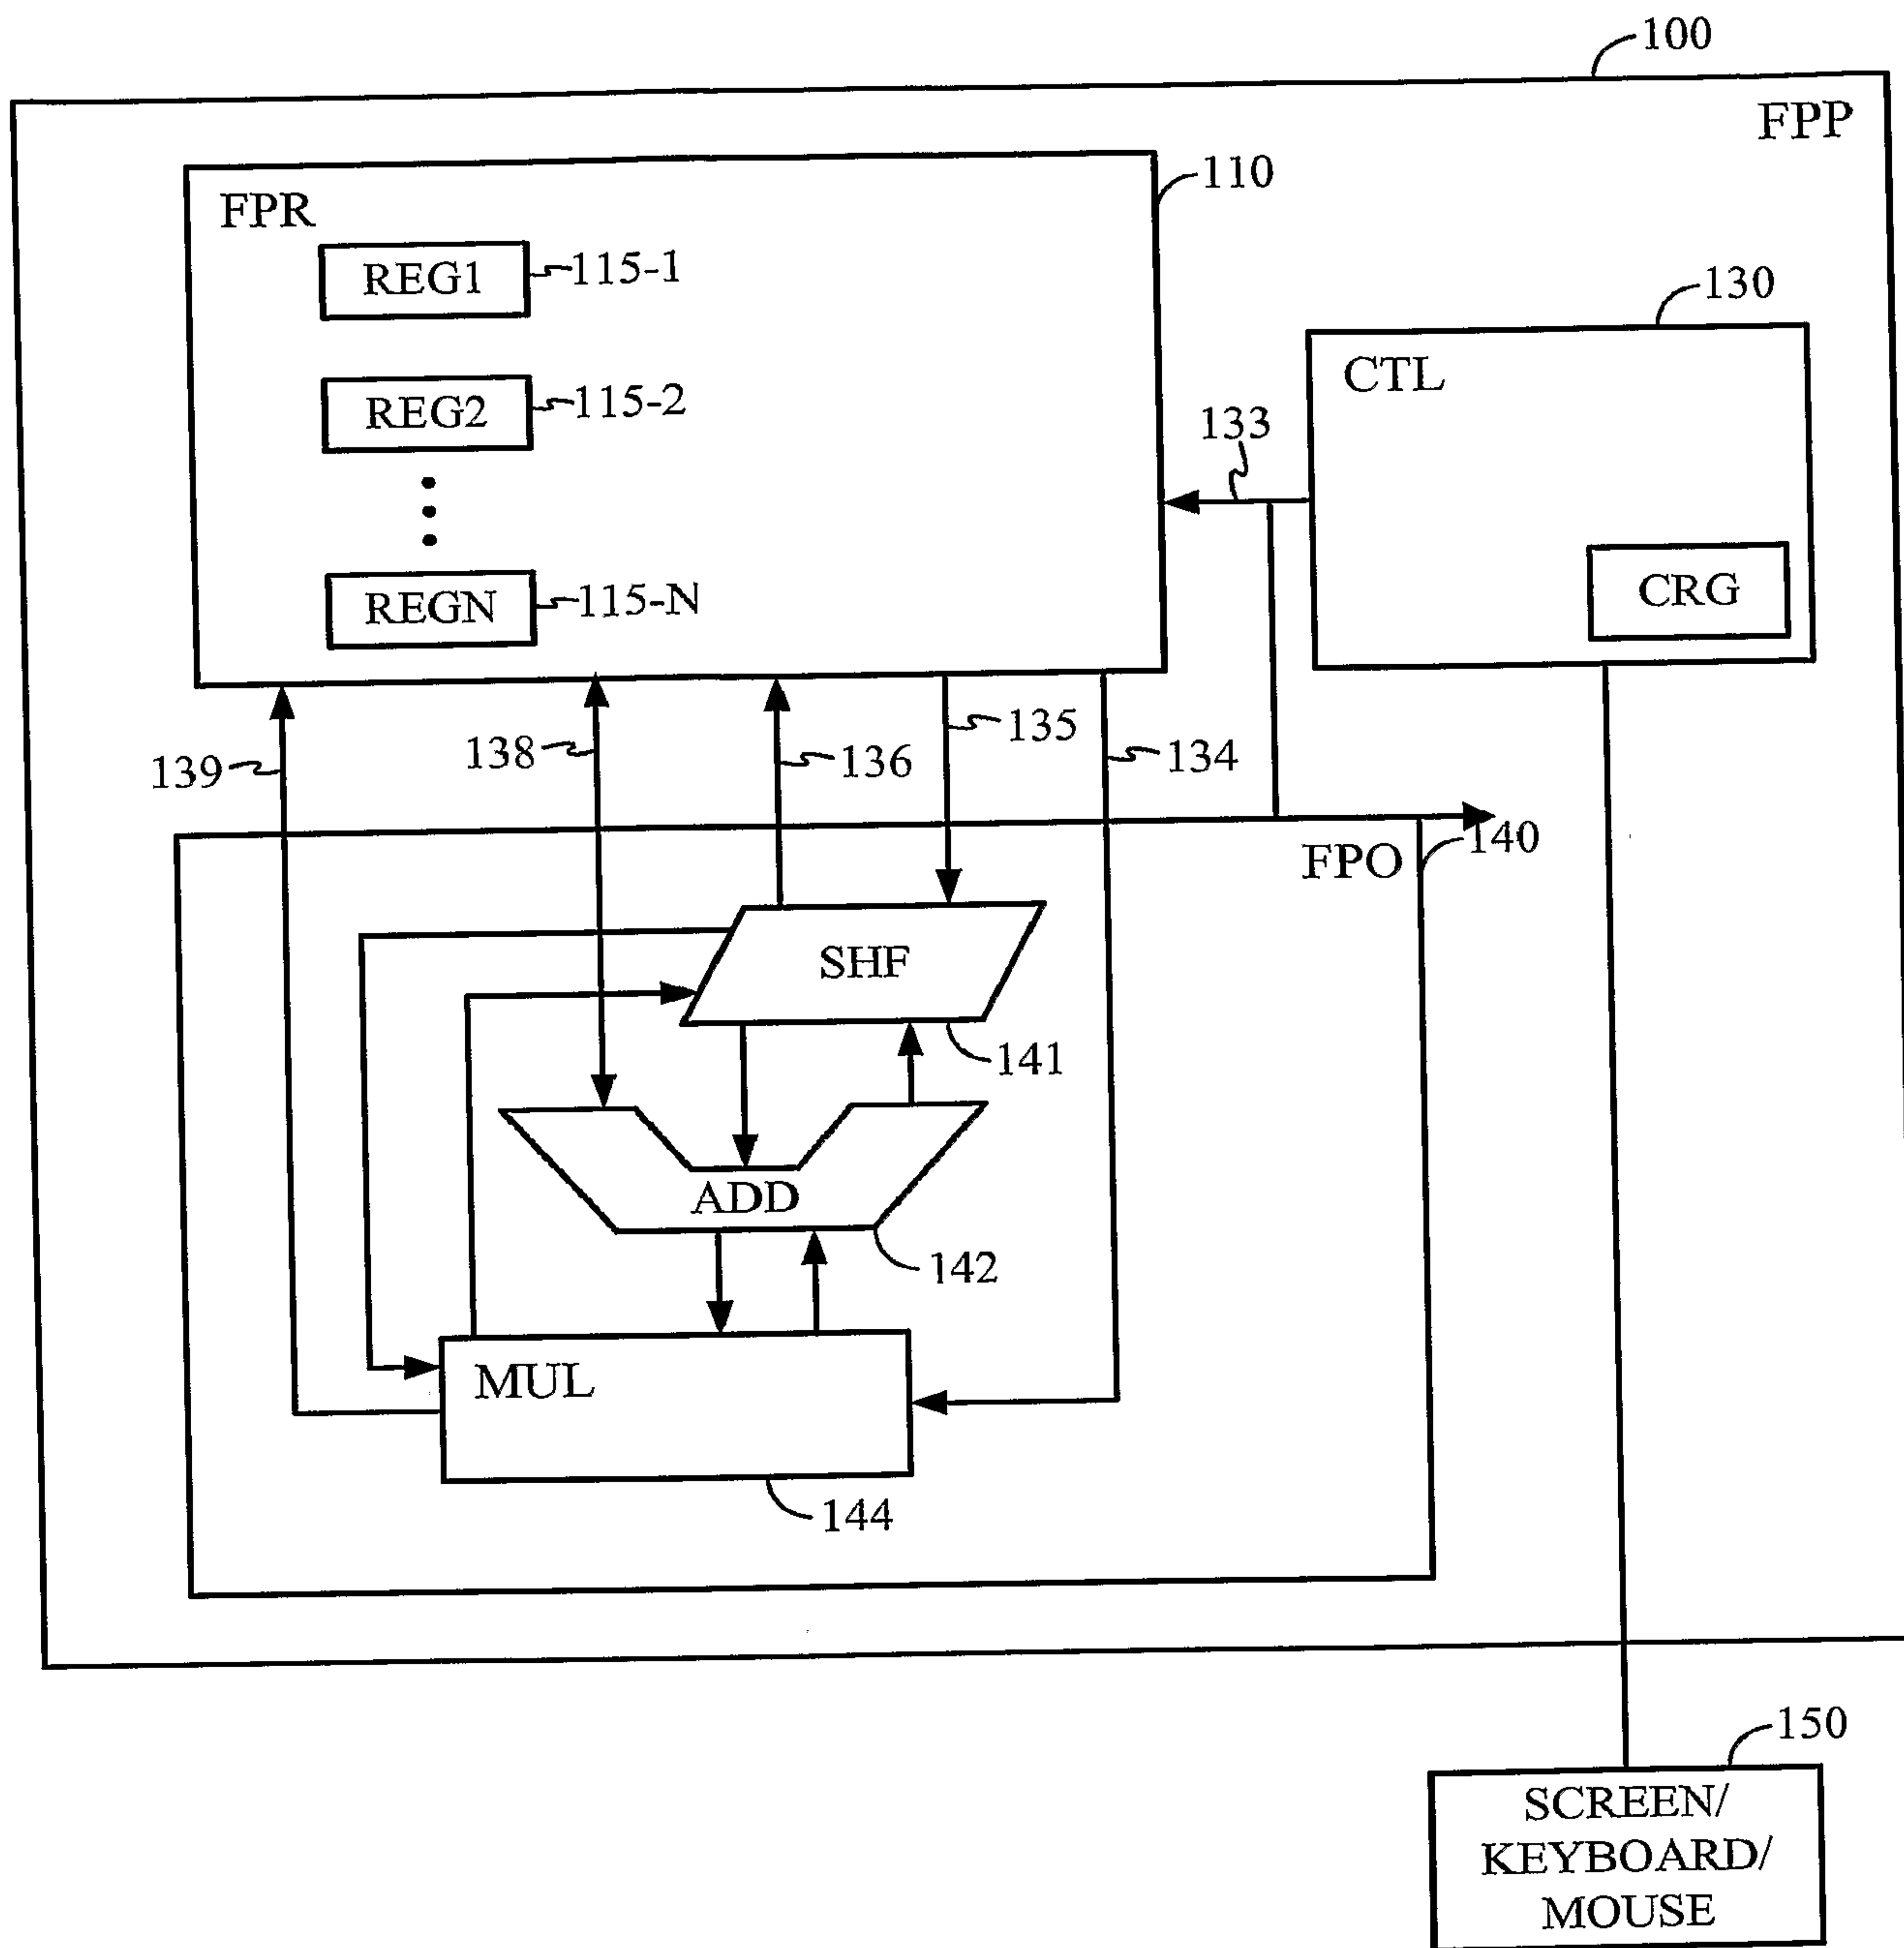 100
FPP
110
FPR
REG1
115-1
130
CTL
REG2
115-2
133
CRG
REGN
115-N
135
138
136
134
139
140
FPO
SHF
141
ADD
142
MUL
144
150
SCREEN/
KEYBOARD/
MOUSE